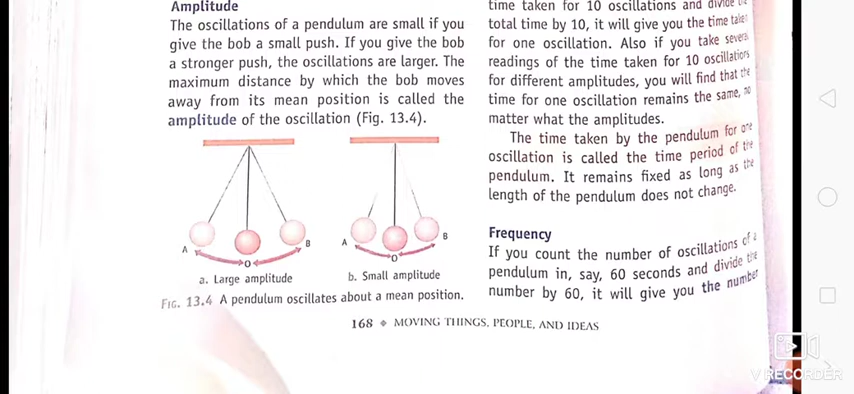 Amplitude
The oscillations of a pendulum are small if you
give the bob a small push. If you give the bob
a stronger push, the oscillations are larger. The
maximum distance by which the bob moves
away from its mean position is called the
amplitude of the oscillation (Fig. 13.4).
A
O
B
a. Large amplitude
A
O
B
b. Small amplitude
FIG. 13.4 A pendulum oscillates about a mean position.
time taken for 10 oscillations and divide the
total time by 10, it will give you the time taken
for one oscillation. Also if you take several
readings of the time taken for 10 oscillations
for different amplitudes, you will find that the
time for one oscillation remains the same, no
matter what the amplitudes.
The time taken by the pendulum for one
oscillation is called the time period of the
pendulum. It remains fixed as long as the
length of the pendulum does not change.
Frequency
If you count the number of oscillations of a
pendulum in, say, 60 seconds and divide the
number by 60, it will give you the number
168 ❖ MOVING THINGS, PEOPLE, AND IDEAS
V RECORDER